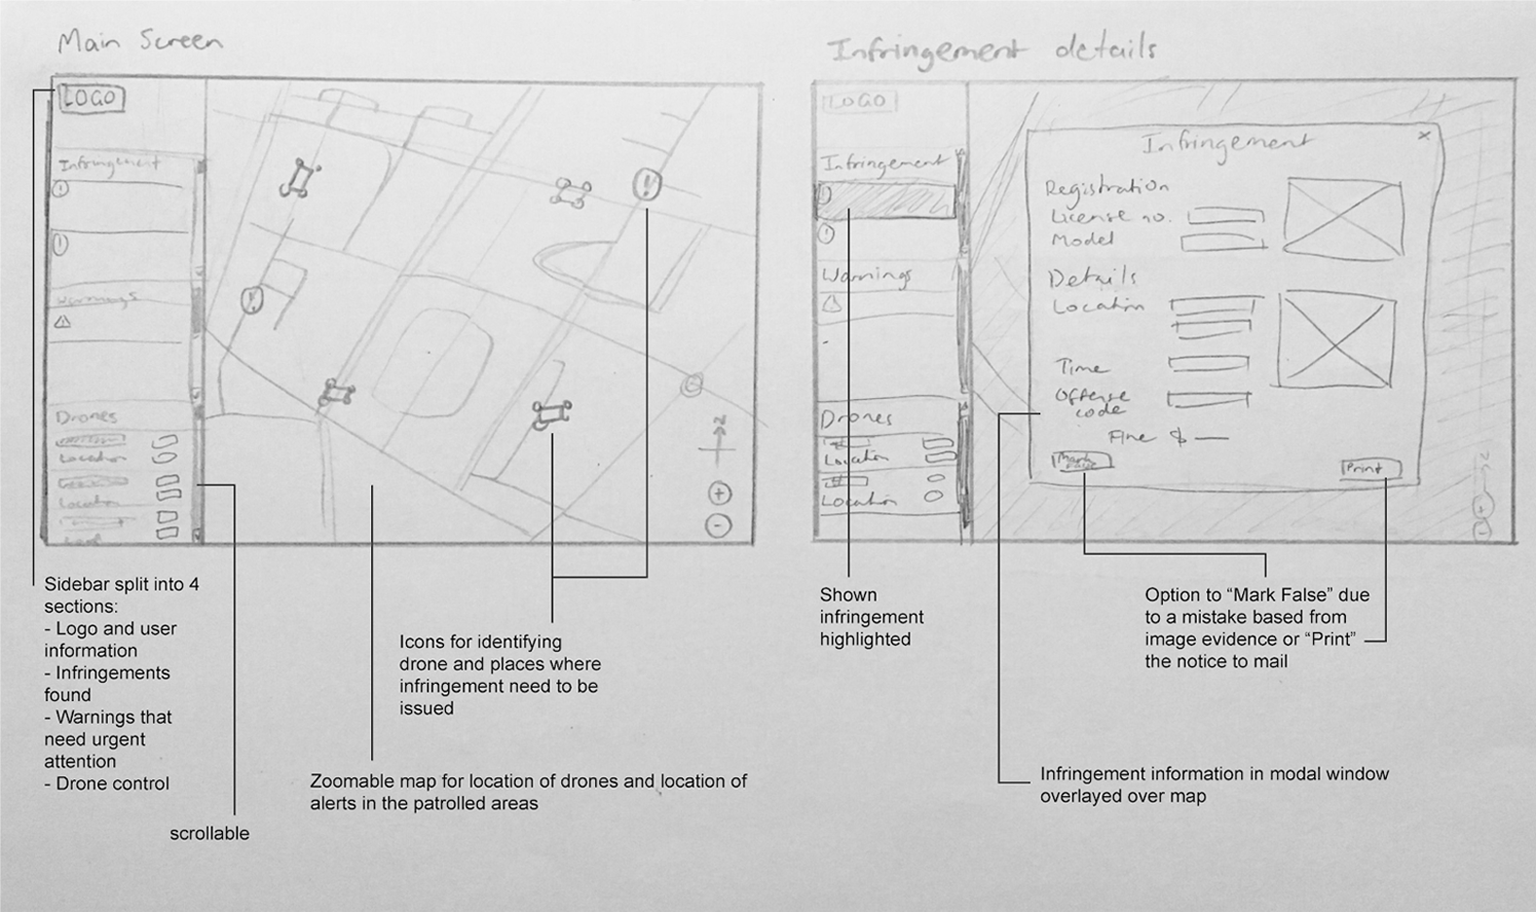 Main Screen
LOGO
Infringement
!
!
Warnings
!
Drones
Location
Location
!
!
N
+
-
Sidebar split into 4
sections:
- Logo and user
information
- Infringements
found
- Warnings that
need urgent
attention
- Drone control
scrollable
Icons for identifying
drone and places where
infringement need to be
issued
Zoomable map for location of drones and location of
alerts in the patrolled areas
Infringement details
LOGO
Infringement
!
!
Warnings
Drones
Location
Location
Infringement
x
Registration
License no.
Model
Details
Location
Time
Offense
code
Fine $
Mark
False
Print
N
Shown
infringement
highlighted
Option to “Mark False” due
to a mistake based from
image evidence or “Print”
the notice to mail
Infringement information in modal window
overlayed over map